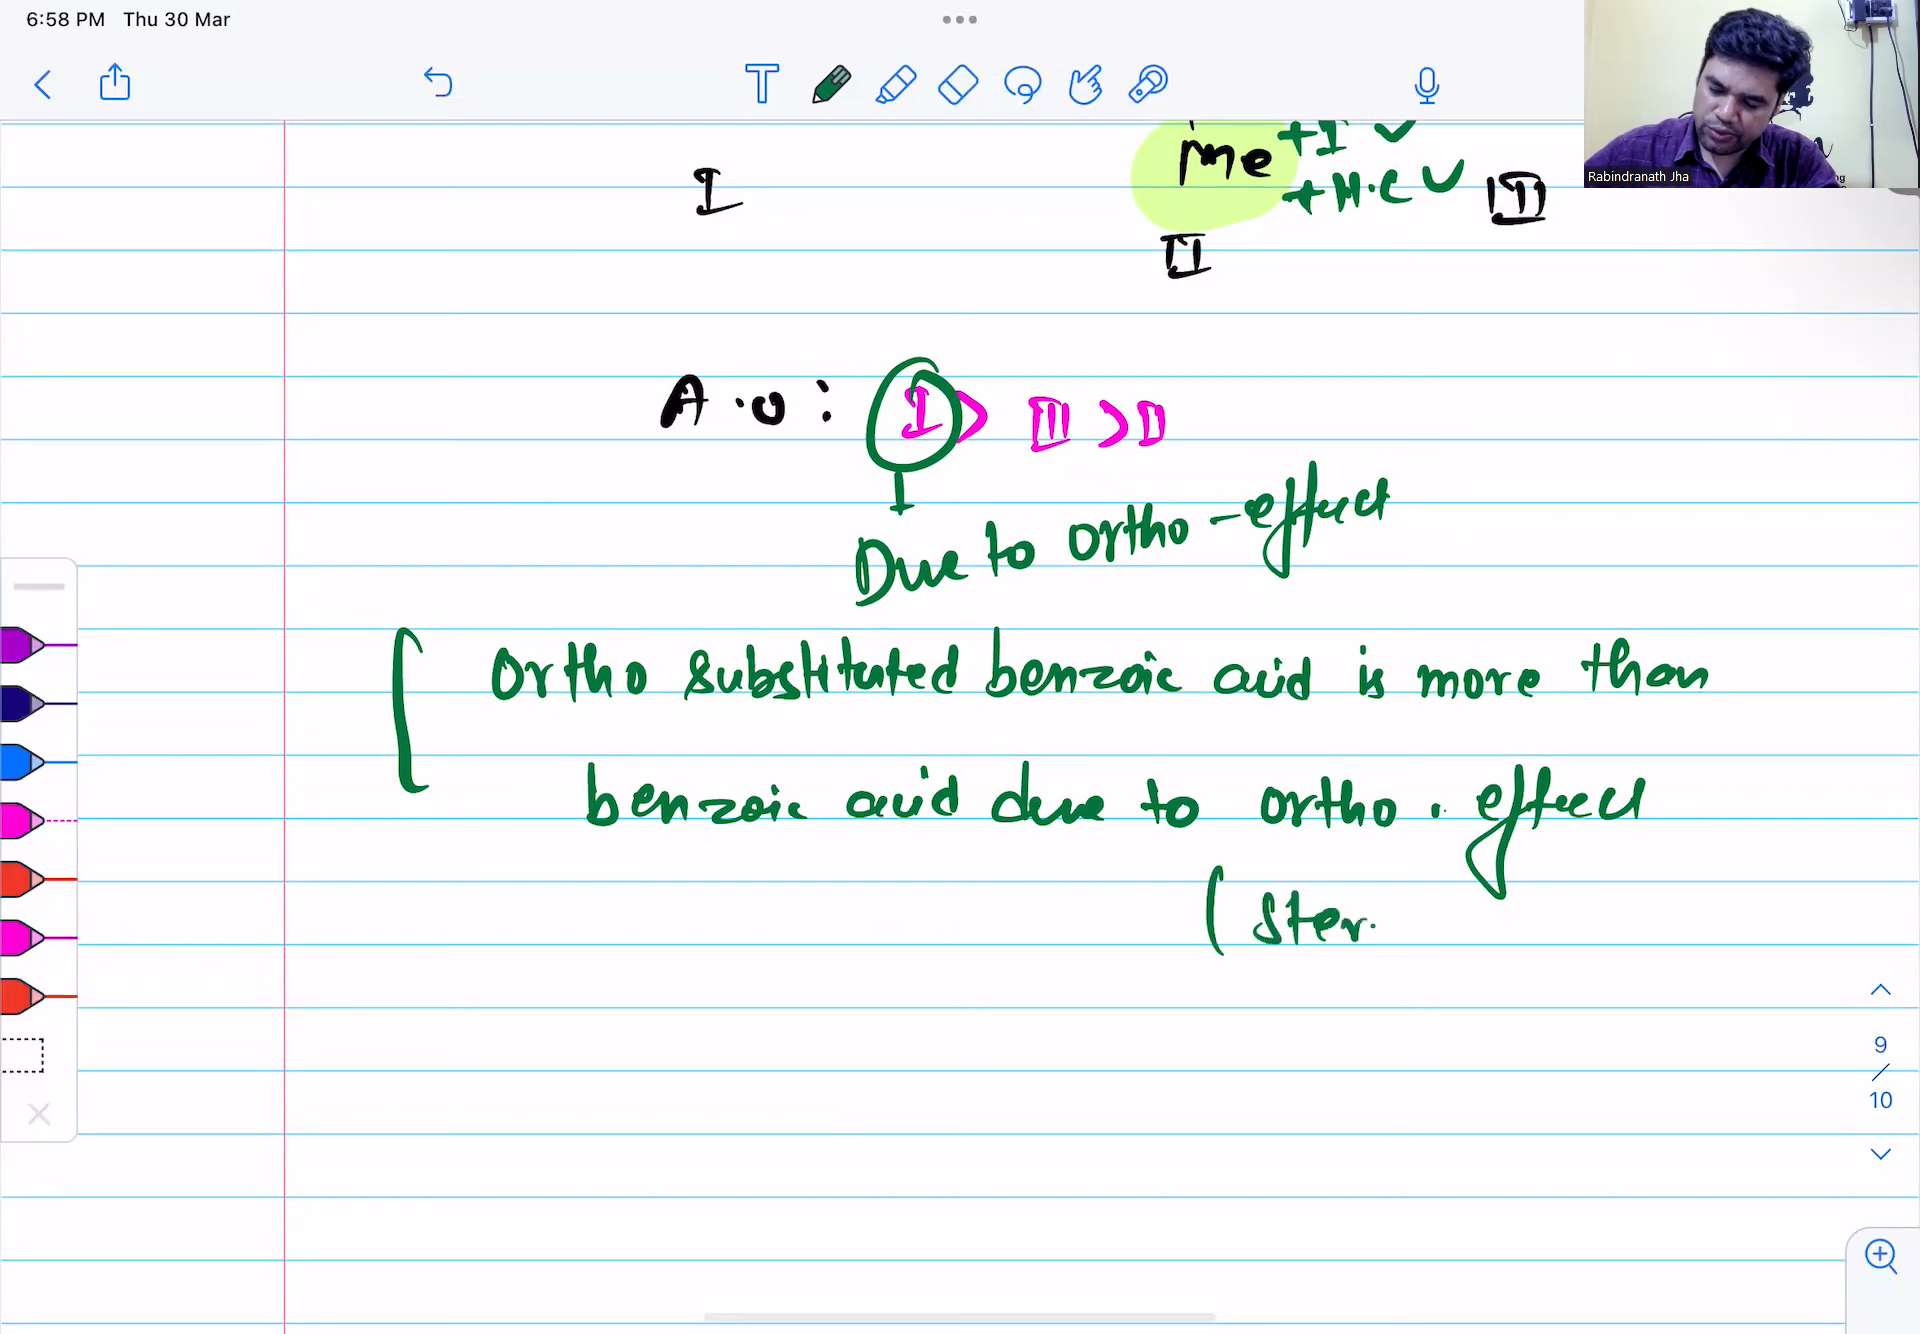 6:58 PM Thu 30 Mar
Rabindranath Jha
me +I ✓
+H.C ✓
I
III
II
A.O: I > III > II
Due to ortho-effect
Ortho substituted benzoic acid is more than
benzoic acid due to ortho.effect
(Ster.
9
/
10